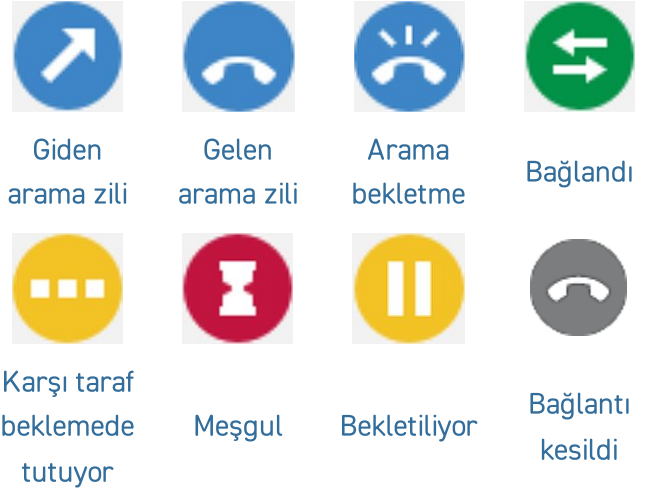 Giden
arama zili
Gelen
arama zili
Arama
bekletme
Bağlandı
Karşı taraf
beklemede
tutuyor
Meşgul
Bekletiliyor
Bağlantı
kesildi